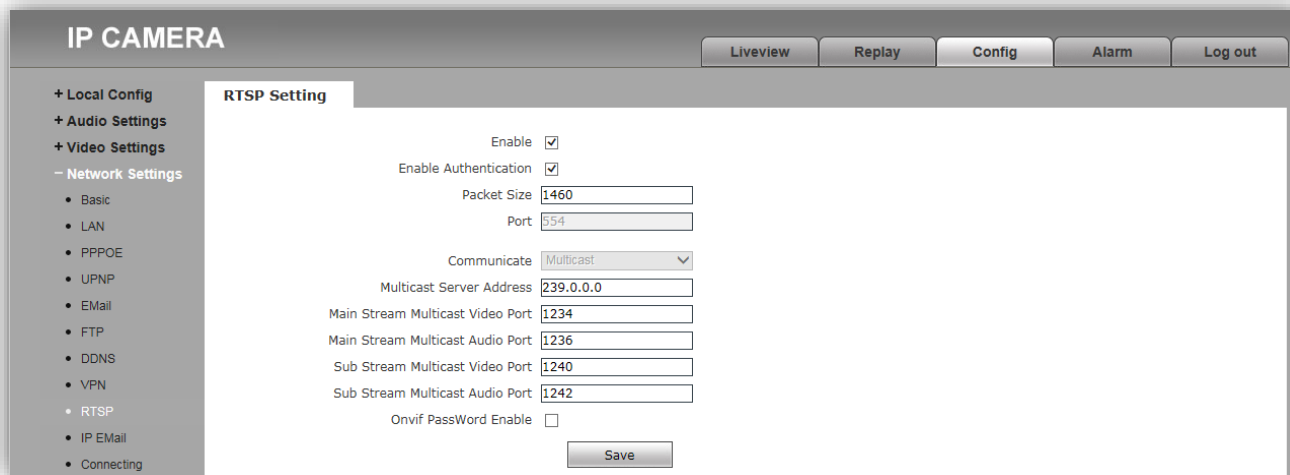 IP CAMERA
Liveview Replay Config Alarm Log out
+ Local Config
+ Audio Settings
+ Video Settings
− Network Settings
• Basic
• LAN
• PPPOE
• UPNP
• EMail
• FTP
• DDNS
• VPN
• RTSP
• IP EMail
• Connecting
RTSP Setting
Enable
Enable Authentication
Packet Size 1460
Port 554
Communicate Multicast
Multicast Server Address 239.0.0.0
Main Stream Multicast Video Port 1234
Main Stream Multicast Audio Port 1236
Sub Stream Multicast Video Port 1240
Sub Stream Multicast Audio Port 1242
Onvif PassWord Enable
Save